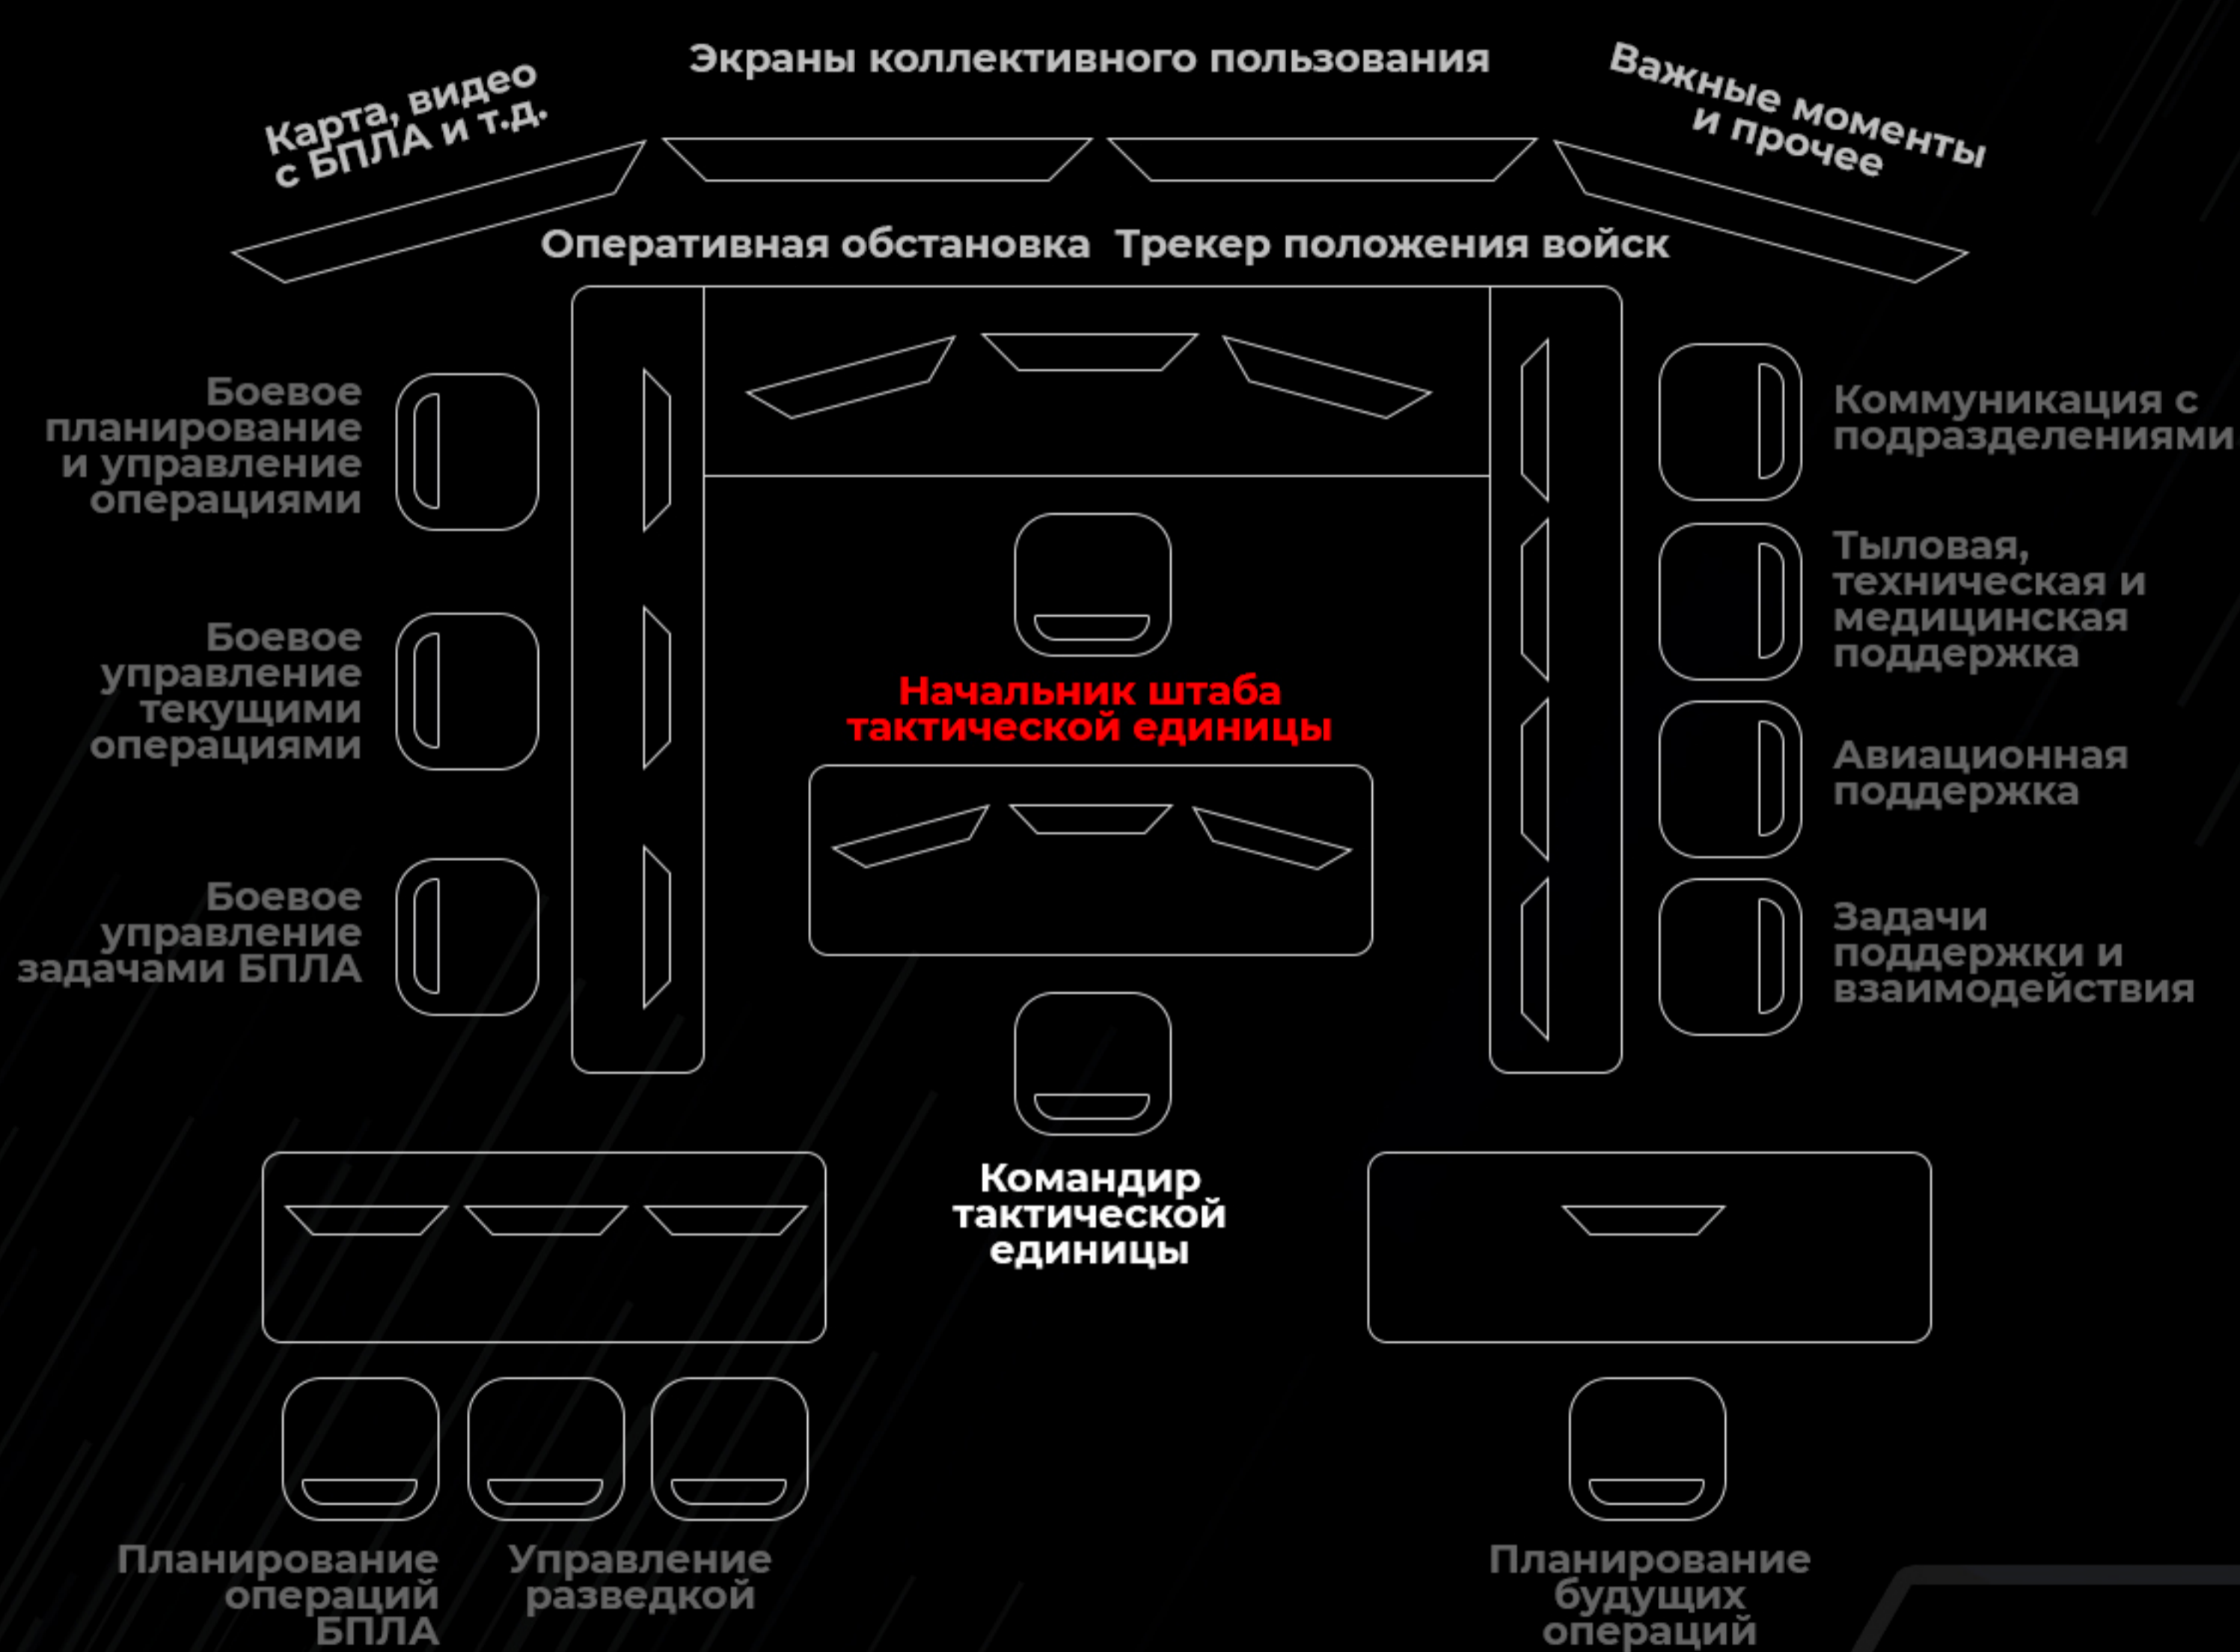 Экраны коллективного пользования
Карта, видео
с БПЛА и т.д.
Важные моменты
и прочее
Оперативная обстановка
Трекер положения войск
Боевое
планирование
и управление
операциями
Коммуникация с
подразделениями
Тыловая,
техническая и
медицинская
поддержка
Боевое
управление
текущими
операциями
Начальник штаба
тактической единицы
Авиационная
поддержка
Боевое
управление
задачами БПЛА
Задачи
поддержки и
взаимодействия
Командир
тактической
единицы
Планирование
операций
БПЛА
Управление
разведкой
Планирование
будущих
операций